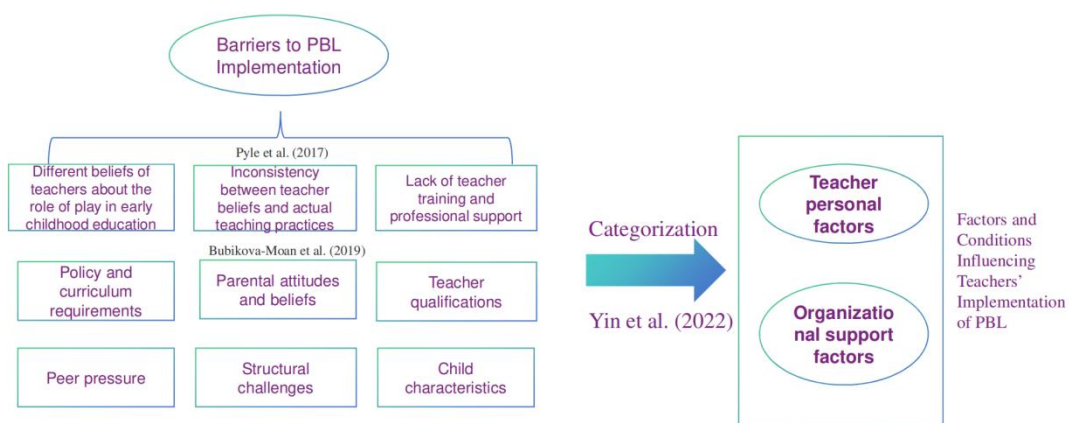 Barriers to PBL
Implementation
Pyle et al. (2017)
Different beliefs of
teachers about the
role of play in early
childhood education
Inconsistency
between teacher
beliefs and actual
teaching practices
Lack of teacher
training and
professional support
Bubikova-Moan et al. (2019)
Policy and
curriculum
requirements
Parental attitudes
and beliefs
Teacher
qualifications
Peer pressure
Structural
challenges
Child
characteristics
Categorization
Yin et al. (2022)
Teacher
personal
factors
Organizatio
nal support
factors
Factors and
Conditions
Influencing
Teachers’
Implementation
of PBL